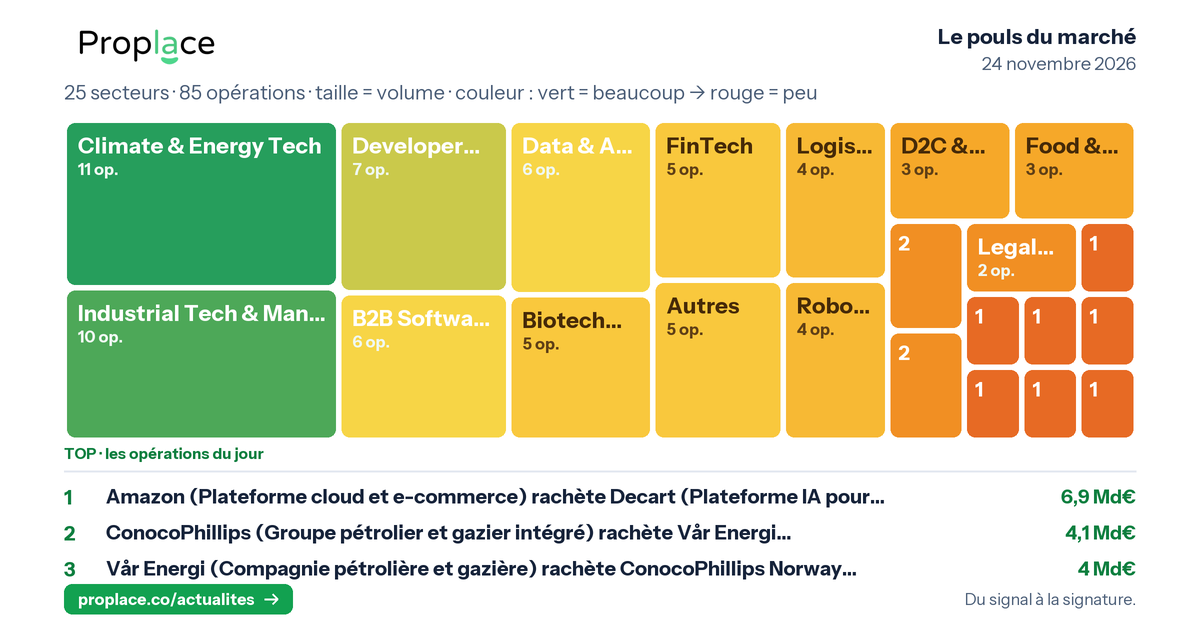 Proplace
Le pouls du marché
24 novembre 2026
25 secteurs · 85 opérations · taille = volume · couleur : vert = beaucoup → rouge = peu
Climate & Energy Tech
11 op.
Industrial Tech & Man...
10 op.
Developer...
7 op.
B2B Softwa...
6 op.
Data & A...
6 op.
Biotech...
5 op.
FinTech
5 op.
Autres
5 op.
Logis...
4 op.
Robo...
4 op.
D2C &...
3 op.
Food &...
3 op.
2
2
Legal...
2 op.
1
1
1
1
1
1
1
TOP · les opérations du jour
1 Amazon (Plateforme cloud et e-commerce) rachète Decart (Plateforme IA pour... 6,9 Md€
2 ConocoPhillips (Groupe pétrolier et gazier intégré) rachète Vår Energi... 4,1 Md€
3 Vår Energi (Compagnie pétrolière et gazière) rachète ConocoPhillips Norway... 4 Md€
proplace.co/actualites →
Du signal à la signature.